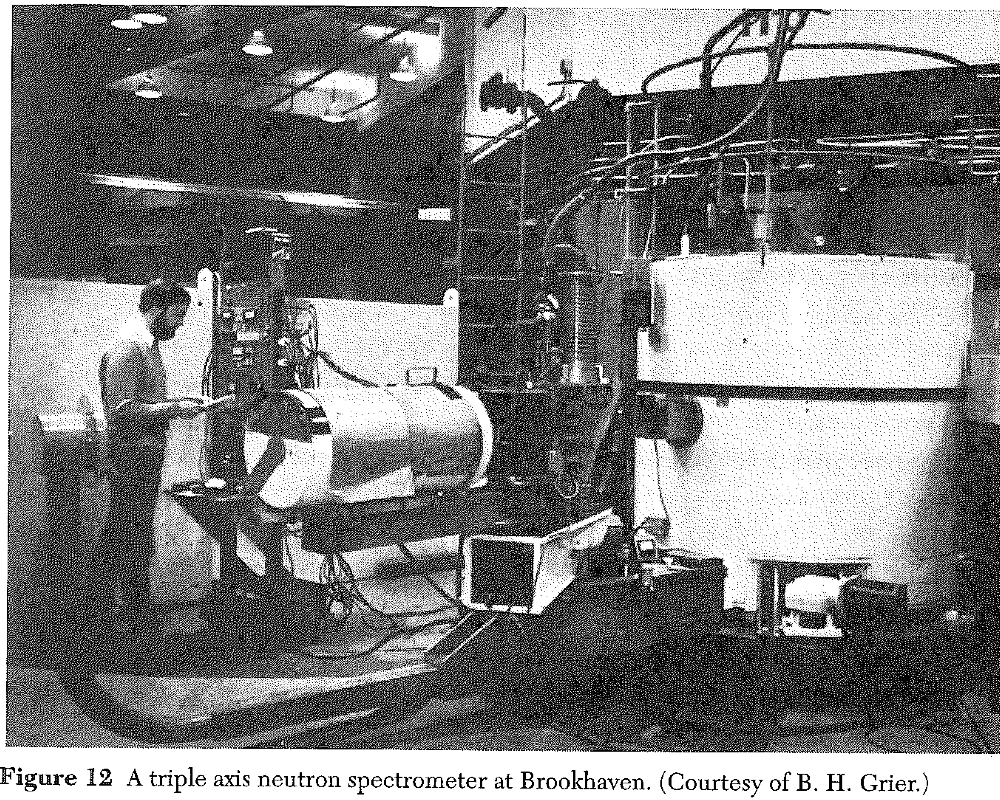 Figure 12 A triple axis neutron spectrometer at Brookhaven. (Courtesy of B. H. Grier.)